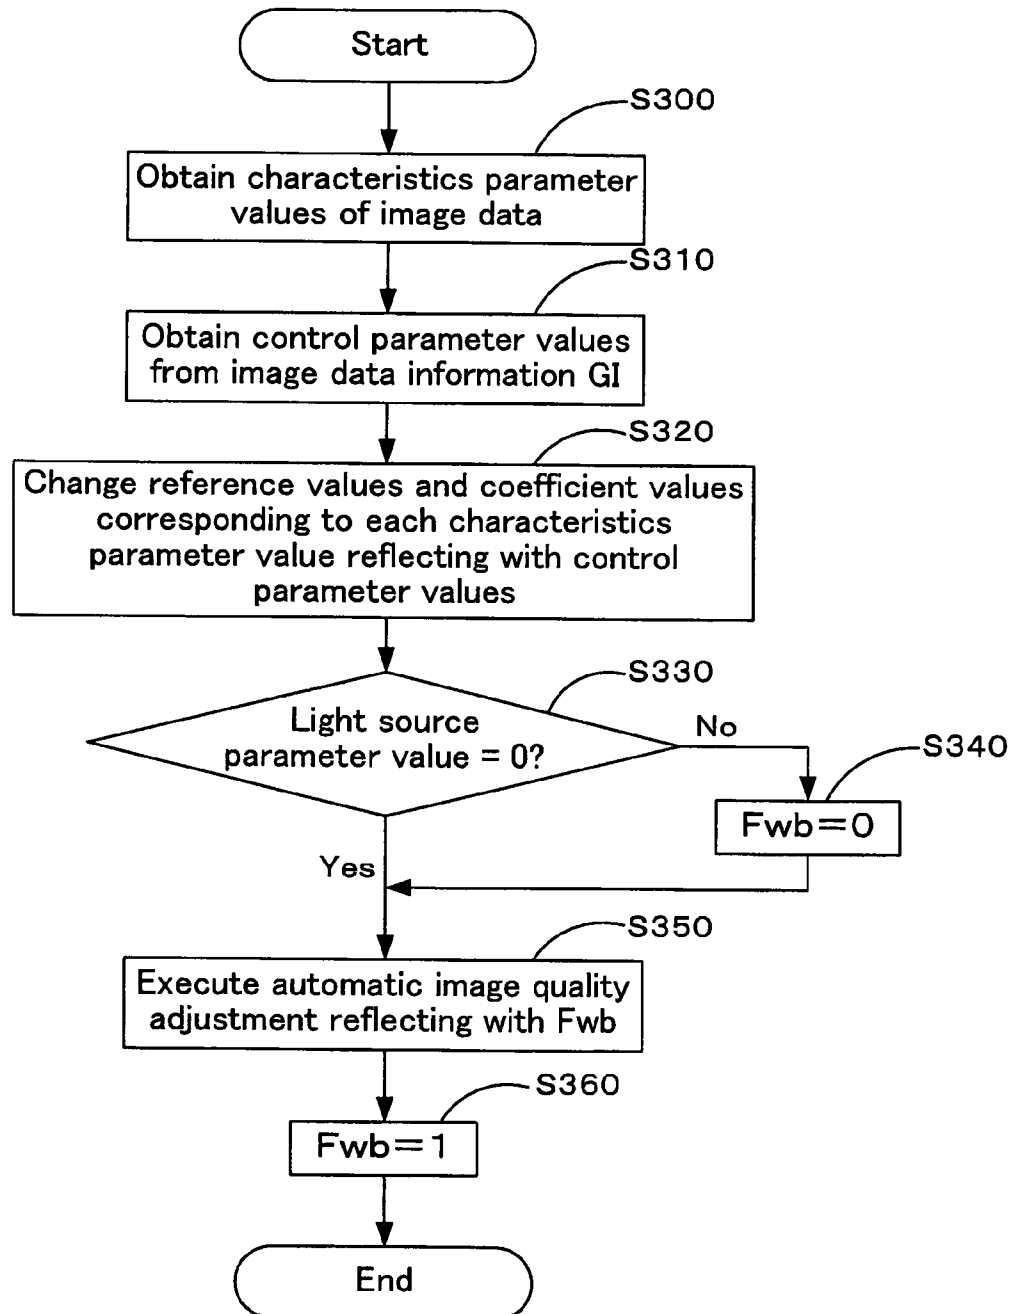 Start
S300
Obtain characteristics parameter
values of image data
S310
Obtain control parameter values
from image data information GI
S320
Change reference values and coefficient values
corresponding to each characteristics
parameter value reflecting with control
parameter values
S330
Light source
parameter value = 0?
No
S340
Fwb=0
Yes
S350
Execute automatic image quality
adjustment reflecting with Fwb
S360
Fwb=1
End